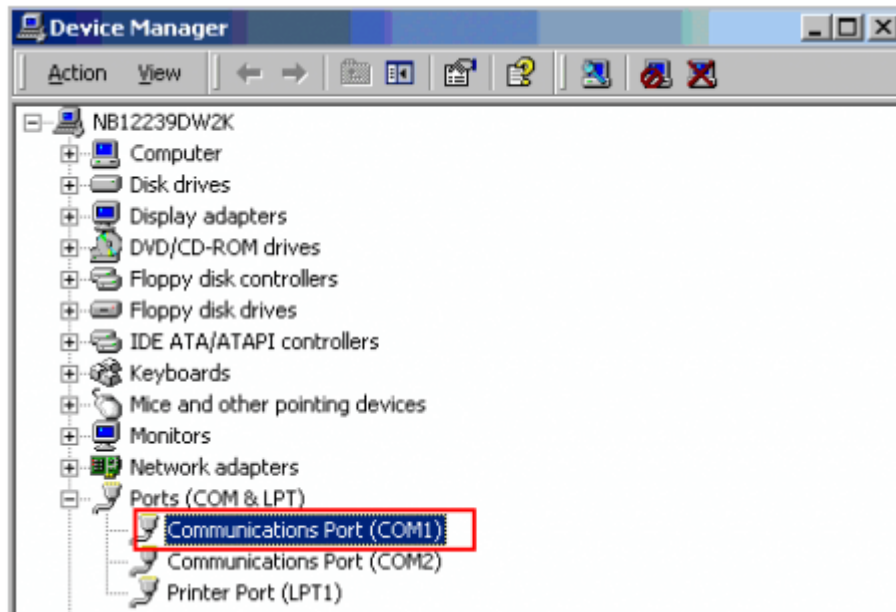 Device Manager
Action View
NB12239DW2K
Computer
Disk drives
Display adapters
DVD/CD-ROM drives
Floppy disk controllers
Floppy disk drives
IDE ATA/ATAPI controllers
Keyboards
Mice and other pointing devices
Monitors
Network adapters
Ports (COM & LPT)
Communications Port (COM1)
Communications Port (COM2)
Printer Port (LPT1)